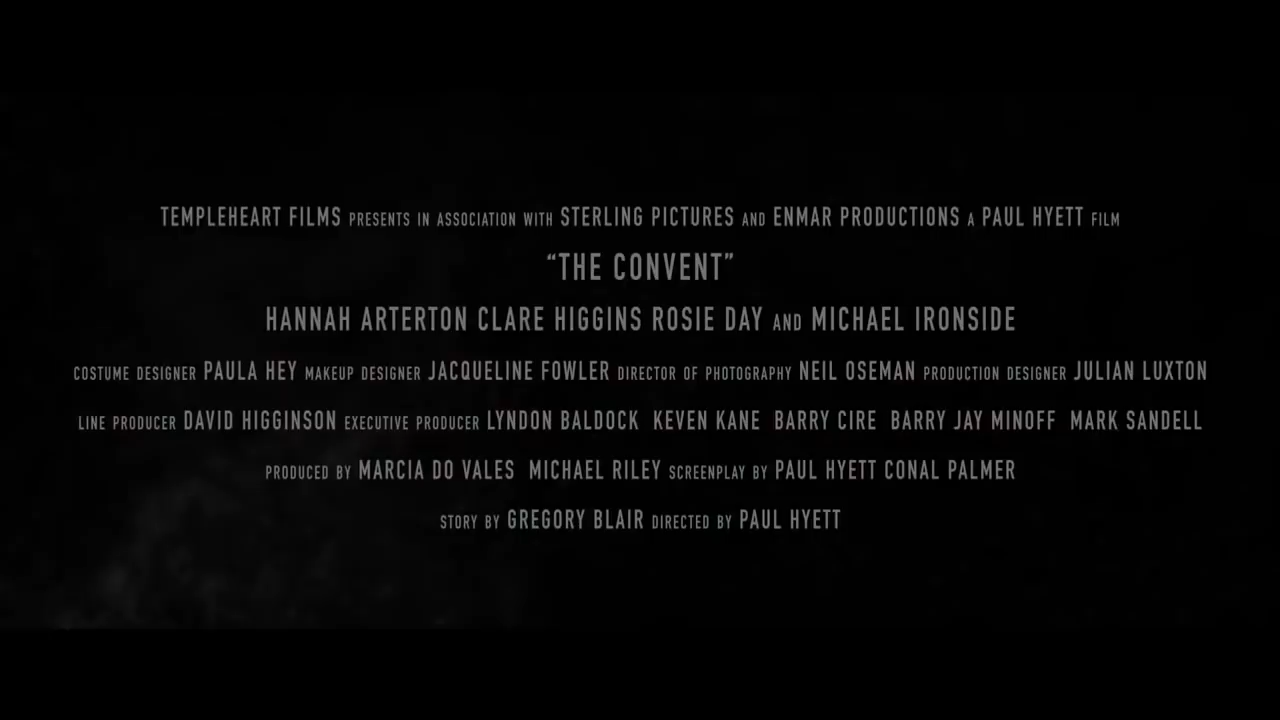 TEMPLEHEART FILMS PRESENTS IN ASSOCIATION WITH STERLING PICTURES AND ENMAR PRODUCTIONS A PAUL HYETT FILM
“THE CONVENT”
HANNAH ARTERTON CLARE HIGGINS ROSIE DAY AND MICHAEL IRONSIDE
COSTUME DESIGNER PAULA HEY MAKEUP DESIGNER JACQUELINE FOWLER DIRECTOR OF PHOTOGRAPHY NEIL OSEMAN PRODUCTION DESIGNER JULIAN LUXTON
LINE PRODUCER DAVID HIGGINSON EXECUTIVE PRODUCER LYNDON BALDOCK KEVEN KANE BARRY CIRE BARRY JAY MINOFF MARK SANDELL
PRODUCED BY MARCIA DO VALES MICHAEL RILEY SCREENPLAY BY PAUL HYETT CONAL PALMER
STORY BY GREGORY BLAIR DIRECTED BY PAUL HYETT